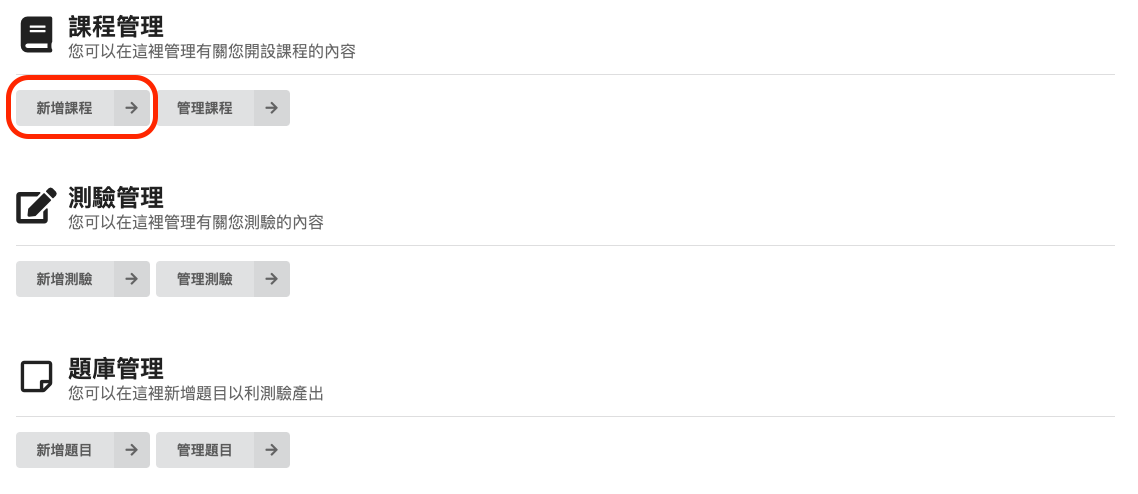 課程管理
您可以在這裡管理有關您開設課程的內容
新增課程 → 管理課程 →
測驗管理
您可以在這裡管理有關您測驗的內容
新增測驗 → 管理測驗 →
題庫管理
您可以在這裡新增題目以利測驗產出
新增題目 → 管理題目 →